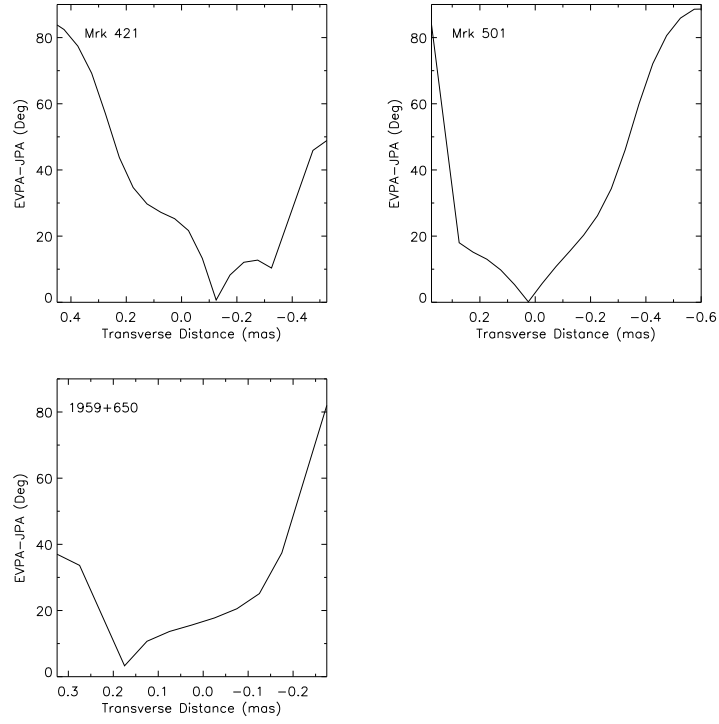 Mrk 421
80
60
40
20
0
EVPA−JPA (Deg)
0.4 0.2 0.0 −0.2 −0.4
Transverse Distance (mas)
Mrk 501
80
60
40
20
0
EVPA−JPA (Deg)
0.2 0.0 −0.2 −0.4 −0.6
Transverse Distance (mas)
1959+650
80
60
40
20
0
EVPA−JPA (Deg)
0.3 0.2 0.1 0.0 −0.1 −0.2
Transverse Distance (mas)